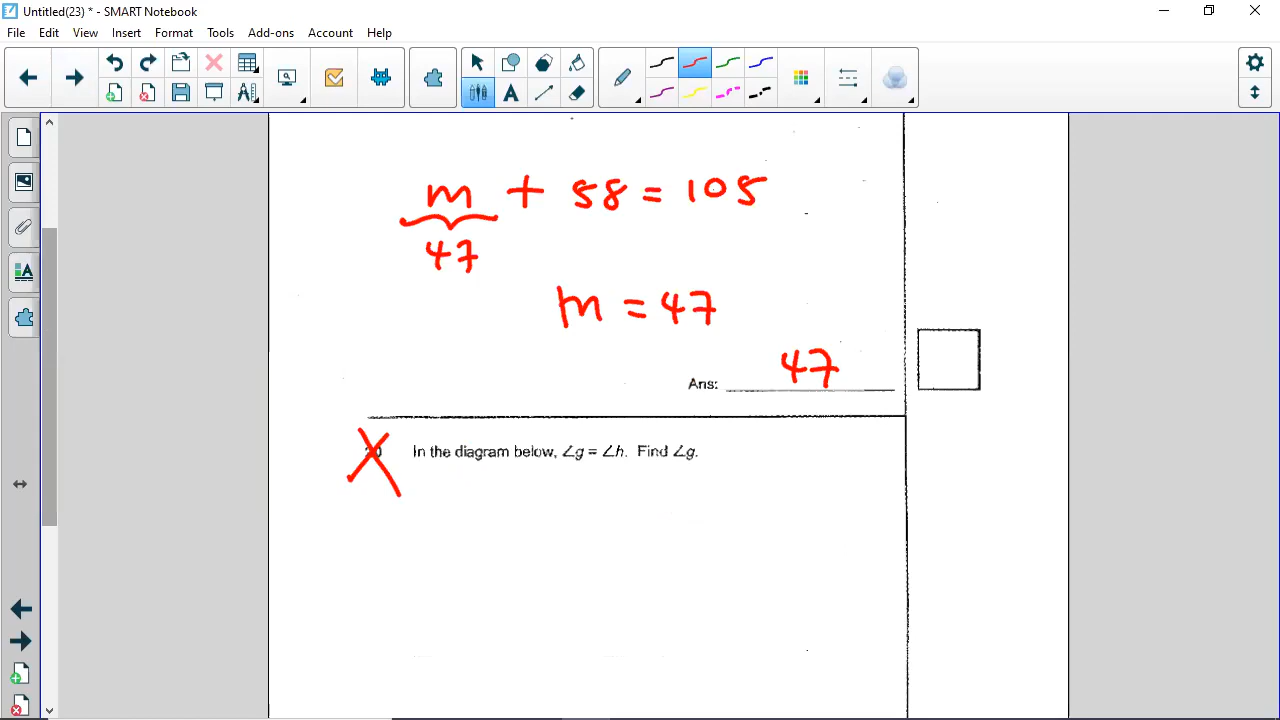 Untitled(23) * - SMART Notebook
File Edit View Insert Format Tools Add-ons Account Help
m + 58 = 105
47
m = 47
47
Ans:
In the diagram below, ∠g = ∠h. Find ∠g.